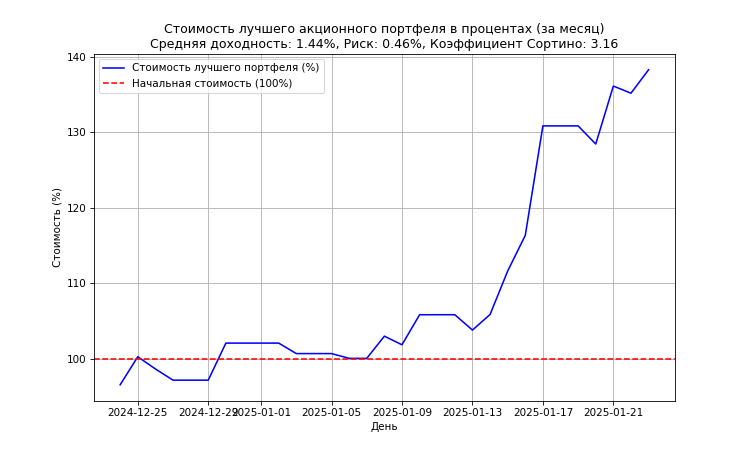 Стоимость лучшего акционного портфеля в процентах (за месяц)
Средняя доходность: 1.44%, Риск: 0.46%, Коэффициент Сортино: 3.16
Стоимость лучшего портфеля (%)
Начальная стоимость (100%)
Стоимость (%)
140
130
120
110
100
2024-12-25 2024-12-29 2025-01-01 2025-01-05 2025-01-09 2025-01-13 2025-01-17 2025-01-21
День